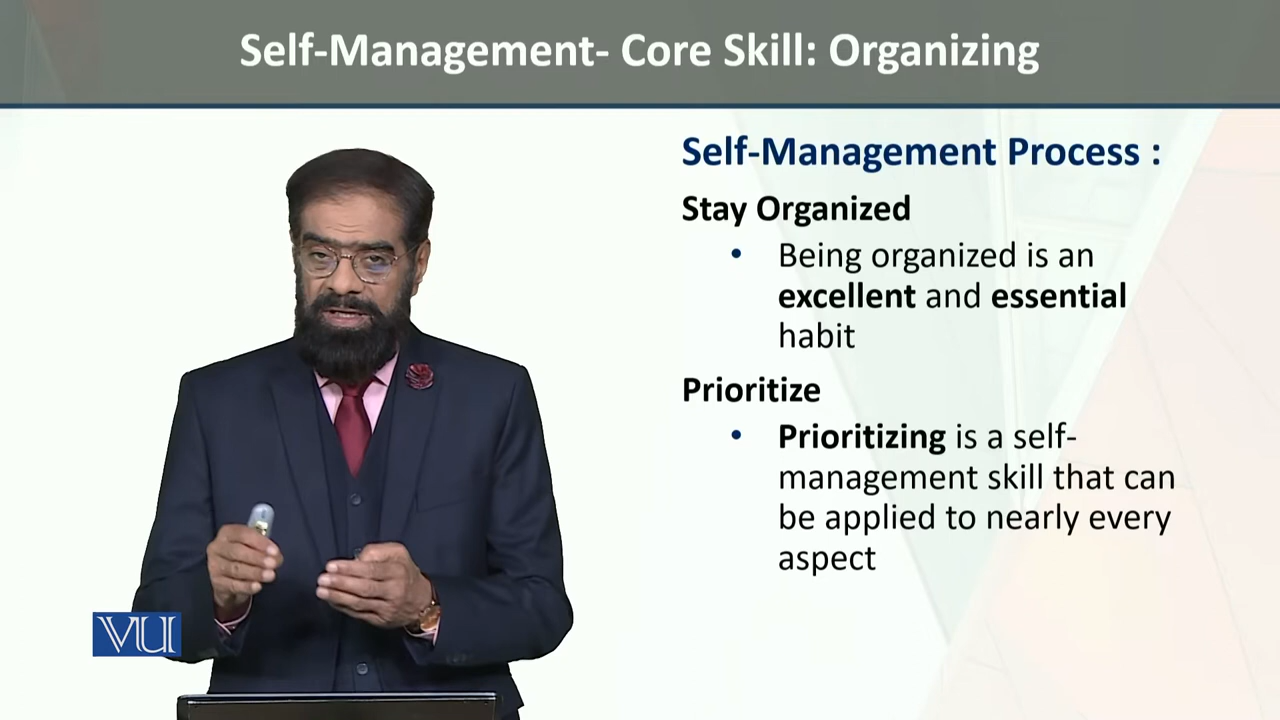 Self-Management- Core Skill: Organizing
Self-Management Process :
Stay Organized
• Being organized is an
excellent and essential
habit
Prioritize
• Prioritizing is a self-
management skill that can
be applied to nearly every
aspect
VU